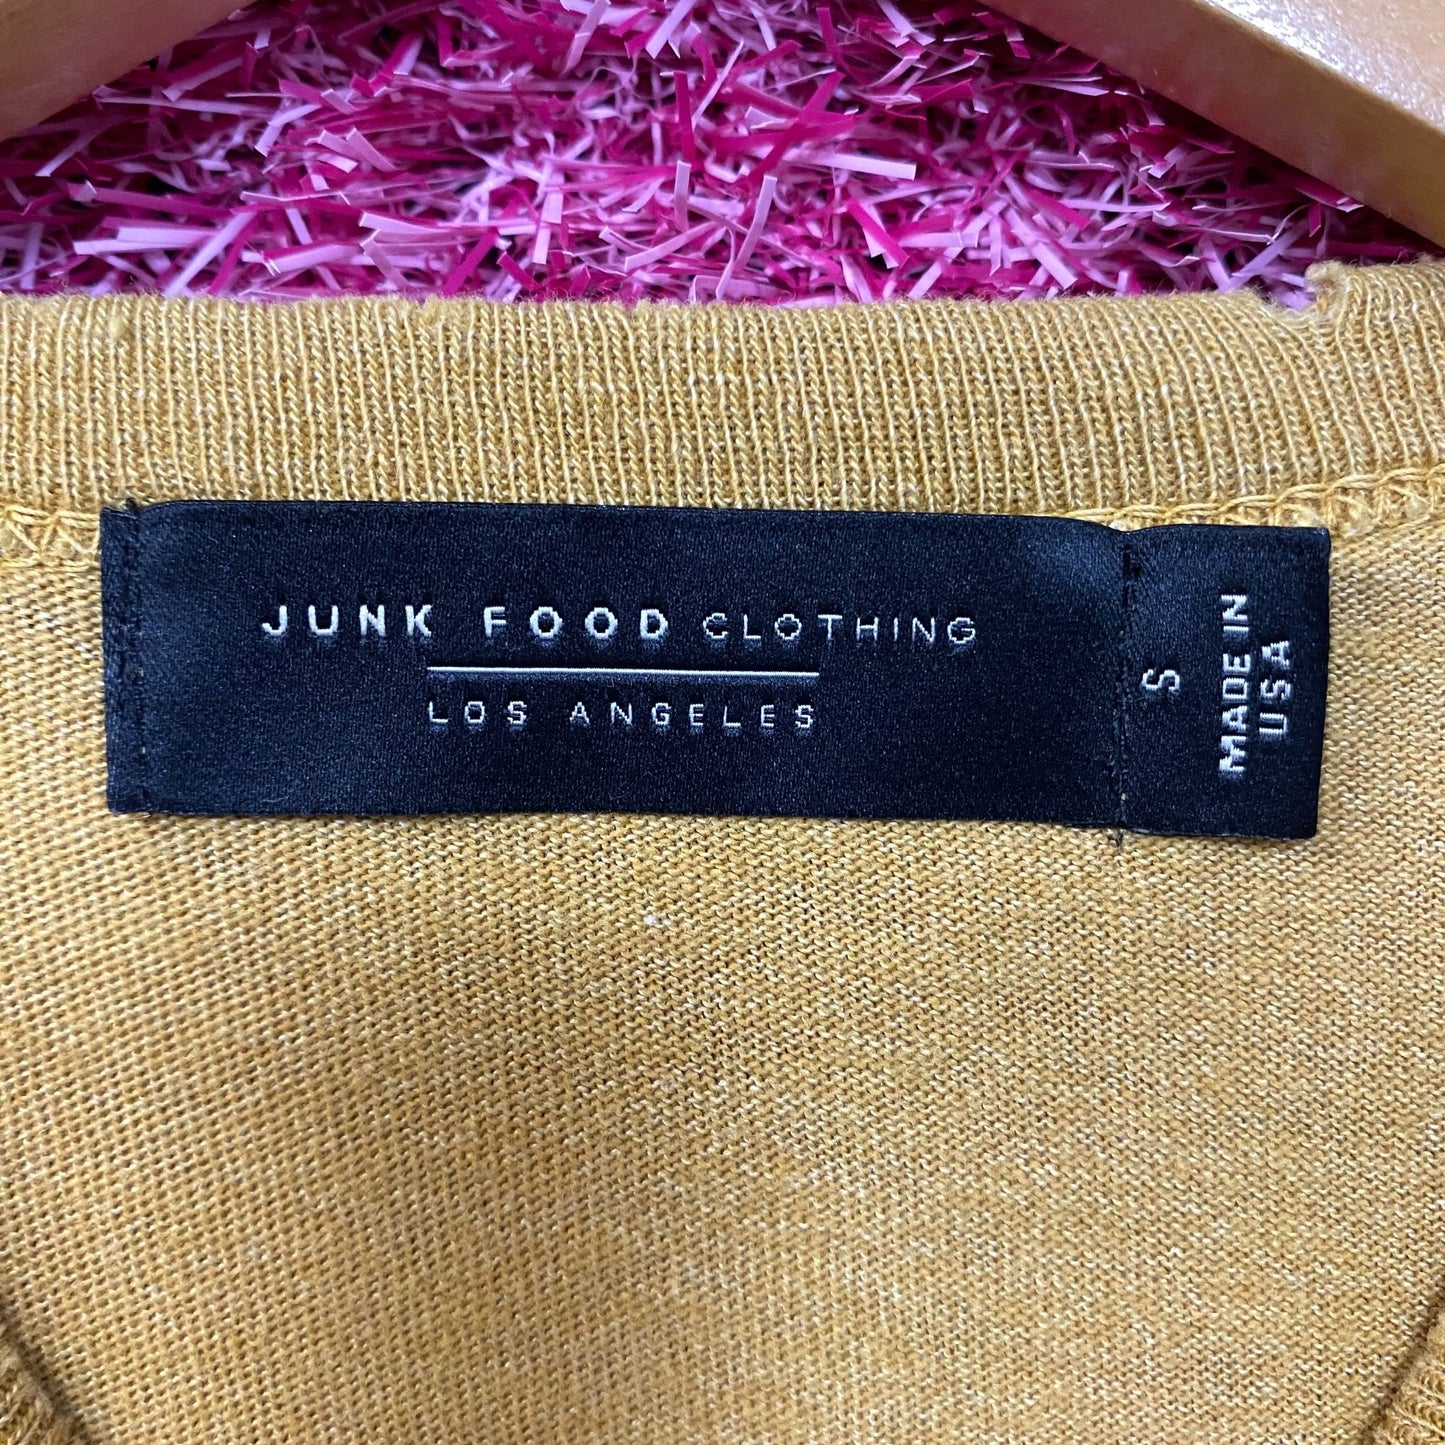 JUNK FOOD CLOTHING
LOS ANGELES
S
MADE IN
USA